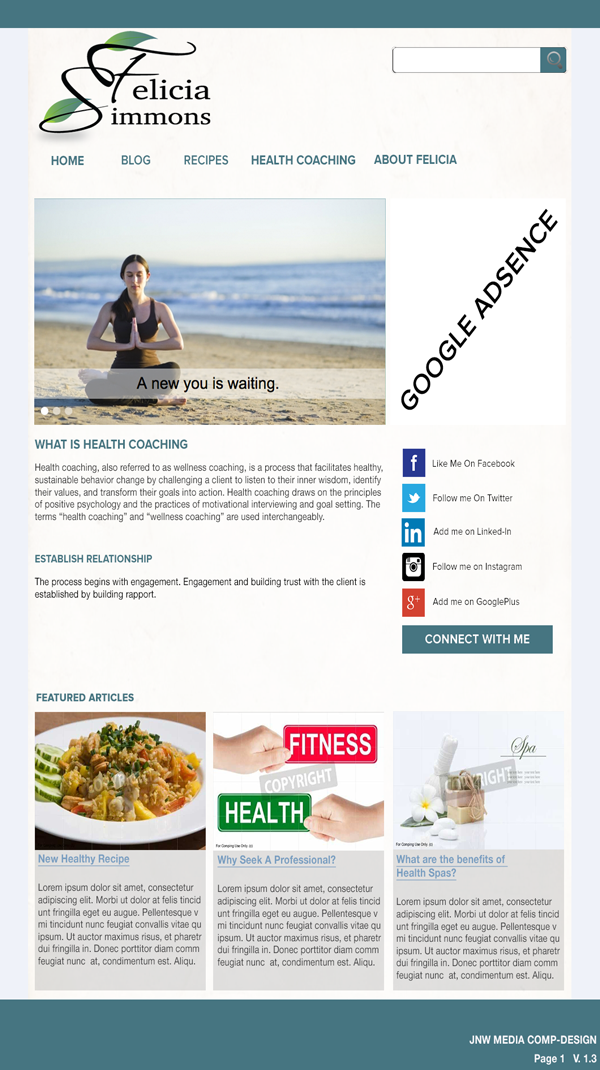 Felicia
Simmons
HOME BLOG RECIPES HEALTH COACHING ABOUT FELICIA
GOOGLE ADSENCE
A new you is waiting.
WHAT IS HEALTH COACHING
Health coaching, also referred to as wellness coaching, is a process that facilitates healthy,
sustainable behavior change by challenging a client to listen to their inner wisdom, identify
their values, and transform their goals into action. Health coaching draws on the principles
of positive psychology and the practices of motivational interviewing and goal setting. The
terms “health coaching” and “wellness coaching” are used interchangeably.
ESTABLISH RELATIONSHIP
The process begins with engagement. Engagement and building trust with the client is
established by building rapport.
f Like Me On Facebook
Follow me On Twitter
in Add me on Linked-In
Follow me on Instagram
g+ Add me on GooglePlus
CONNECT WITH ME
FEATURED ARTICLES
New Healthy Recipe
Lorem ipsum dolor sit amet, consectetur
adipiscing elit. Morbi ut dolor at felis tincid
unt fringilla eget eu augue. Pellentesque v
mi tincidunt nunc feugiat convallis vitae qu
ipsum. Ut auctor maximus risus, et pharetr
dui fringilla in. Donec porttitor diam comm
feugiat nunc at, condimentum est. Aliqu.
FITNESS
COPYRIGHT
HEALTH
For Comping Use Only (c)
Why Seek A Professional?
Lorem ipsum dolor sit amet, consectetur
adipiscing elit. Morbi ut dolor at felis tincid
unt fringilla eget eu augue. Pellentesque v
mi tincidunt nunc feugiat convallis vitae qu
ipsum. Ut auctor maximus risus, et pharetr
dui fringilla in. Donec porttitor diam comm
feugiat nunc at, condimentum est. Aliqu.
Spa
COPYRIGHT
For Comping Use Only (c)
What are the benefits of
Health Spas?
Lorem ipsum dolor sit amet, consectetur
adipiscing elit. Morbi ut dolor at felis tincid
unt fringilla eget eu augue. Pellentesque v
mi tincidunt nunc feugiat convallis vitae qu
ipsum. Ut auctor maximus risus, et pharetr
dui fringilla in. Donec porttitor diam comm
feugiat nunc at, condimentum est. Aliqu.
JNW MEDIA COMP-DESIGN
Page 1 V. 1.3